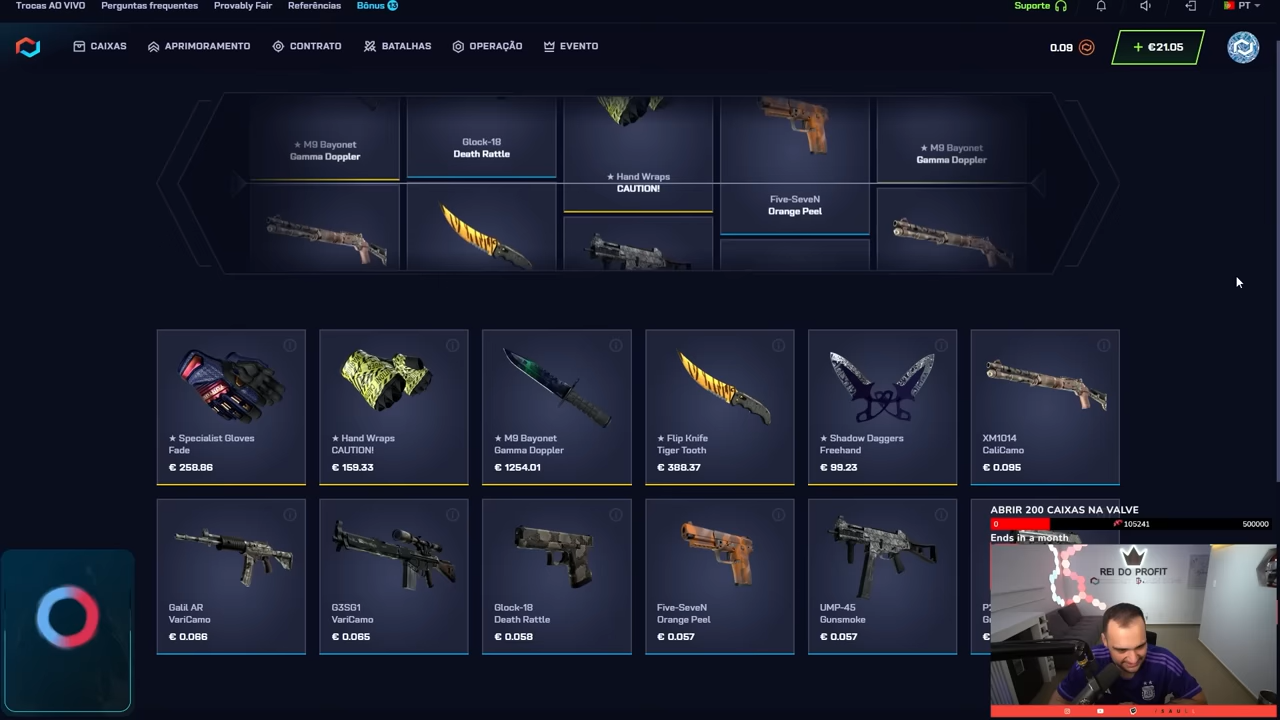 Trocas AO VIVO
Perguntas frequentes
Provably Fair
Referências
Bônus 13
Suporte
PT
CAIXAS
APRIMORAMENTO
CONTRATO
BATALHAS
OPERAÇÃO
EVENTO
0.09
+ €21.05
★ M9 Bayonet
Gamma Doppler
Glock-18
Death Rattle
★ Hand Wraps
CAUTION!
Five-SeveN
Orange Peel
★ M9 Bayonet
Gamma Doppler
★ Specialist Gloves
Fade
€ 258.86
★ Hand Wraps
CAUTION!
€ 159.33
★ M9 Bayonet
Gamma Doppler
€ 1254.01
★ Flip Knife
Tiger Tooth
€ 388.37
★ Shadow Daggers
Freehand
€ 99.23
XM1014
CaliCamo
€ 0.095
Galil AR
VariCamo
€ 0.066
G3SG1
VariCamo
€ 0.065
Glock-18
Death Rattle
€ 0.058
Five-SeveN
Orange Peel
€ 0.057
UMP-45
Gunsmoke
€ 0.057
ABRIR 200 CAIXAS NA VALVE
0
105241
500000
Ends in a month
REI DO PROFIT